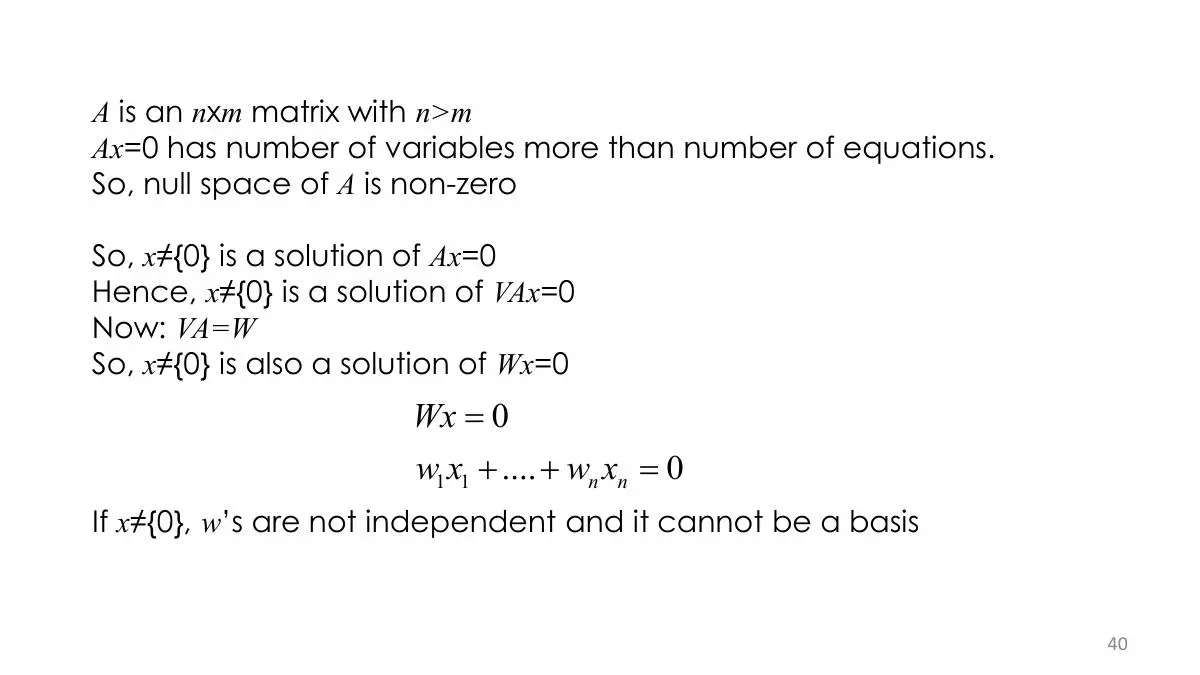 A is an nxm matrix with n>m
Ax=0 has number of variables more than number of equations.
So, null space of A is non-zero
So, x≠{0} is a solution of Ax=0
Hence, x≠{0} is a solution of VAx=0
Now: VA=W
So, x≠{0} is also a solution of Wx=0
Wx = 0
w₁x₁ + .... + wₙxₙ = 0
If x≠{0}, w’s are not independent and it cannot be a basis
40